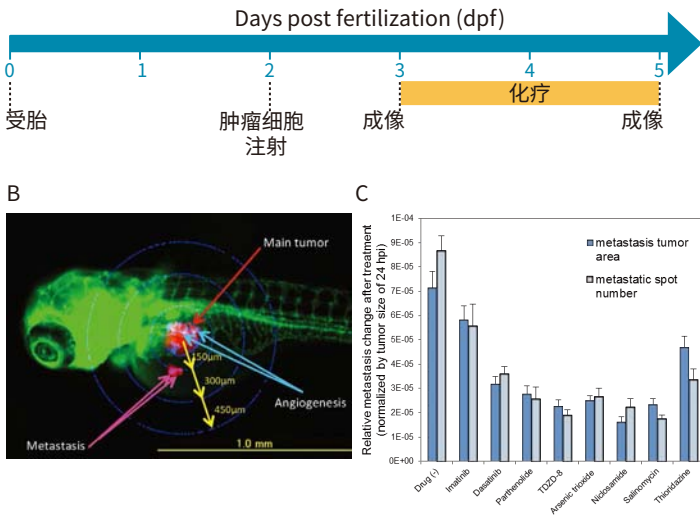 Days post fertilization (dpf)
0 1 2 3 4 5
化疗
受胎 肿瘤细胞 成像 成像
注射
B
Main tumor
150μm
300μm
450μm
Angiogenesis
Metastasis
1.0 mm
C
Relative metastasis change after treatment
(normalized by tumor size of 24 hpi)
1E-04
9E-05
8E-05
7E-05
6E-05
5E-05
4E-05
3E-05
2E-05
1E-05
0E+00
metastasis tumor
area
metastatic spot
number
Drug (-)
Imatinib
Dasatinib
Parthenolide
TDZD-8
Arsenic trioxide
Niclosamide
Salinomycin
Thioridazine